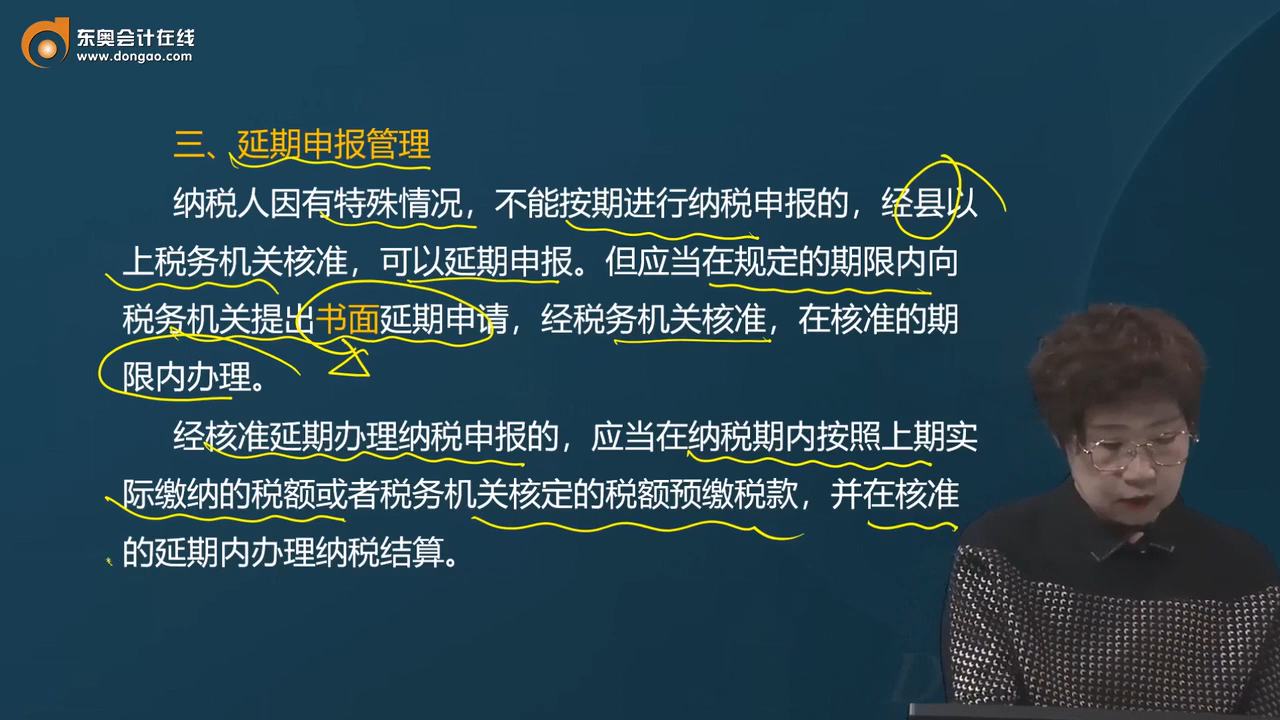 东奥会计在线
www.dongao.com
三、延期申报管理
纳税人因有特殊情况，不能按期进行纳税申报的，经县以
上税务机关核准，可以延期申报。但应当在规定的期限内向
税务机关提出书面延期申请，经税务机关核准，在核准的期
限内办理。
经核准延期办理纳税申报的，应当在纳税期内按照上期实
际缴纳的税额或者税务机关核定的税额预缴税款，并在核准
的延期内办理纳税结算。